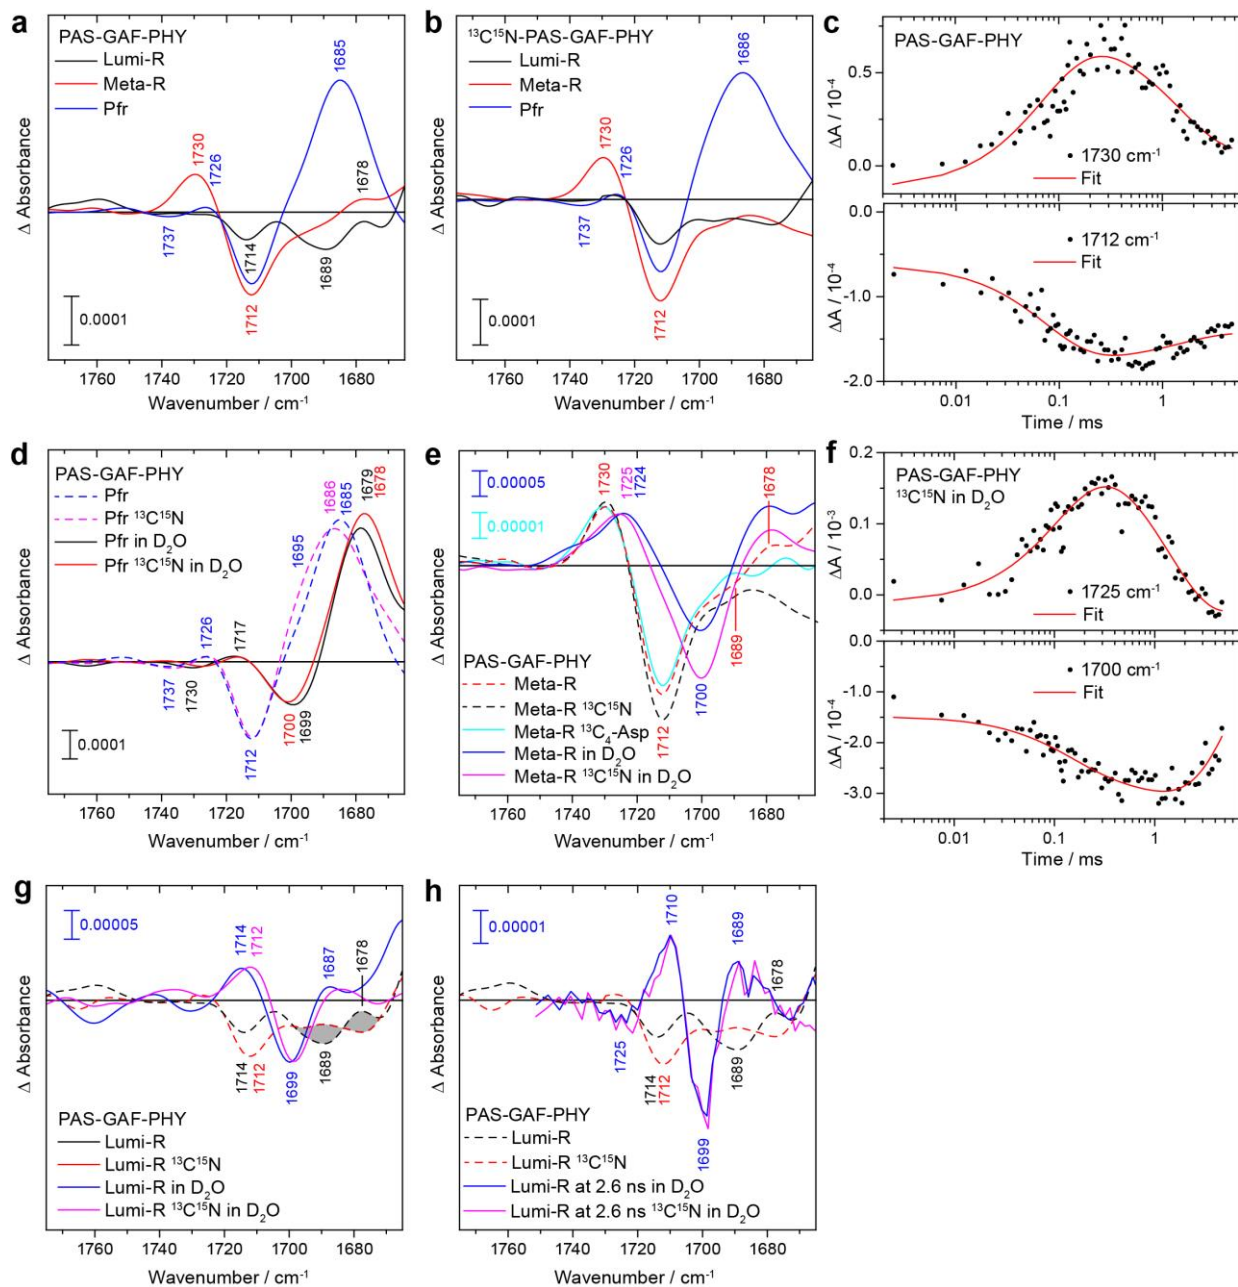 a
PAS-GAF-PHY
Lumi-R
Meta-R
Pfr
1685
1730
1726
1678
1737
1714
1689
1712
0.0001
Δ Absorbance
1760 1740 1720 1700 1680
Wavenumber / cm⁻¹
b
¹³C¹⁵N-PAS-GAF-PHY
Lumi-R
Meta-R
Pfr
1686
1730
1726
1737
1712
0.0001
Δ Absorbance
1760 1740 1720 1700 1680
Wavenumber / cm⁻¹
c
PAS-GAF-PHY
0.5
0.0
1730 cm⁻¹
Fit
ΔA / 10⁻⁴
0.0
-1.0
-2.0
1712 cm⁻¹
Fit
ΔA / 10⁻⁴
0.01 0.1 1
Time / ms
d
PAS-GAF-PHY
Pfr
Pfr ¹³C¹⁵N
Pfr in D₂O
Pfr ¹³C¹⁵N in D₂O
1686
1685
1679
1678
1695
1726
1717
1737
1730
1712
1700
1699
0.0001
Δ Absorbance
1760 1740 1720 1700 1680
Wavenumber / cm⁻¹
e
0.00005
0.00001
1730
1725
1724
1678
1689
1700
1712
PAS-GAF-PHY
Meta-R
Meta-R ¹³C¹⁵N
Meta-R ¹³C₄-Asp
Meta-R in D₂O
Meta-R ¹³C¹⁵N in D₂O
Δ Absorbance
1760 1740 1720 1700 1680
Wavenumber / cm⁻¹
f
PAS-GAF-PHY
¹³C¹⁵N in D₂O
0.2
0.1
0.0
1725 cm⁻¹
Fit
ΔA / 10⁻³
0.0
-1.0
-2.0
-3.0
1700 cm⁻¹
Fit
ΔA / 10⁻⁴
0.01 0.1 1
Time / ms
g
0.00005
1714
1712
1687
1678
1714
1712
1699
1689
PAS-GAF-PHY
Lumi-R
Lumi-R ¹³C¹⁵N
Lumi-R in D₂O
Lumi-R ¹³C¹⁵N in D₂O
Δ Absorbance
1760 1740 1720 1700 1680
Wavenumber / cm⁻¹
h
0.00001
1710
1689
1678
1725
1714
1712
1689
1699
PAS-GAF-PHY
Lumi-R
Lumi-R ¹³C¹⁵N
Lumi-R at 2.6 ns in D₂O
Lumi-R at 2.6 ns ¹³C¹⁵N in D₂O
Δ Absorbance
1760 1740 1720 1700 1680
Wavenumber / cm⁻¹